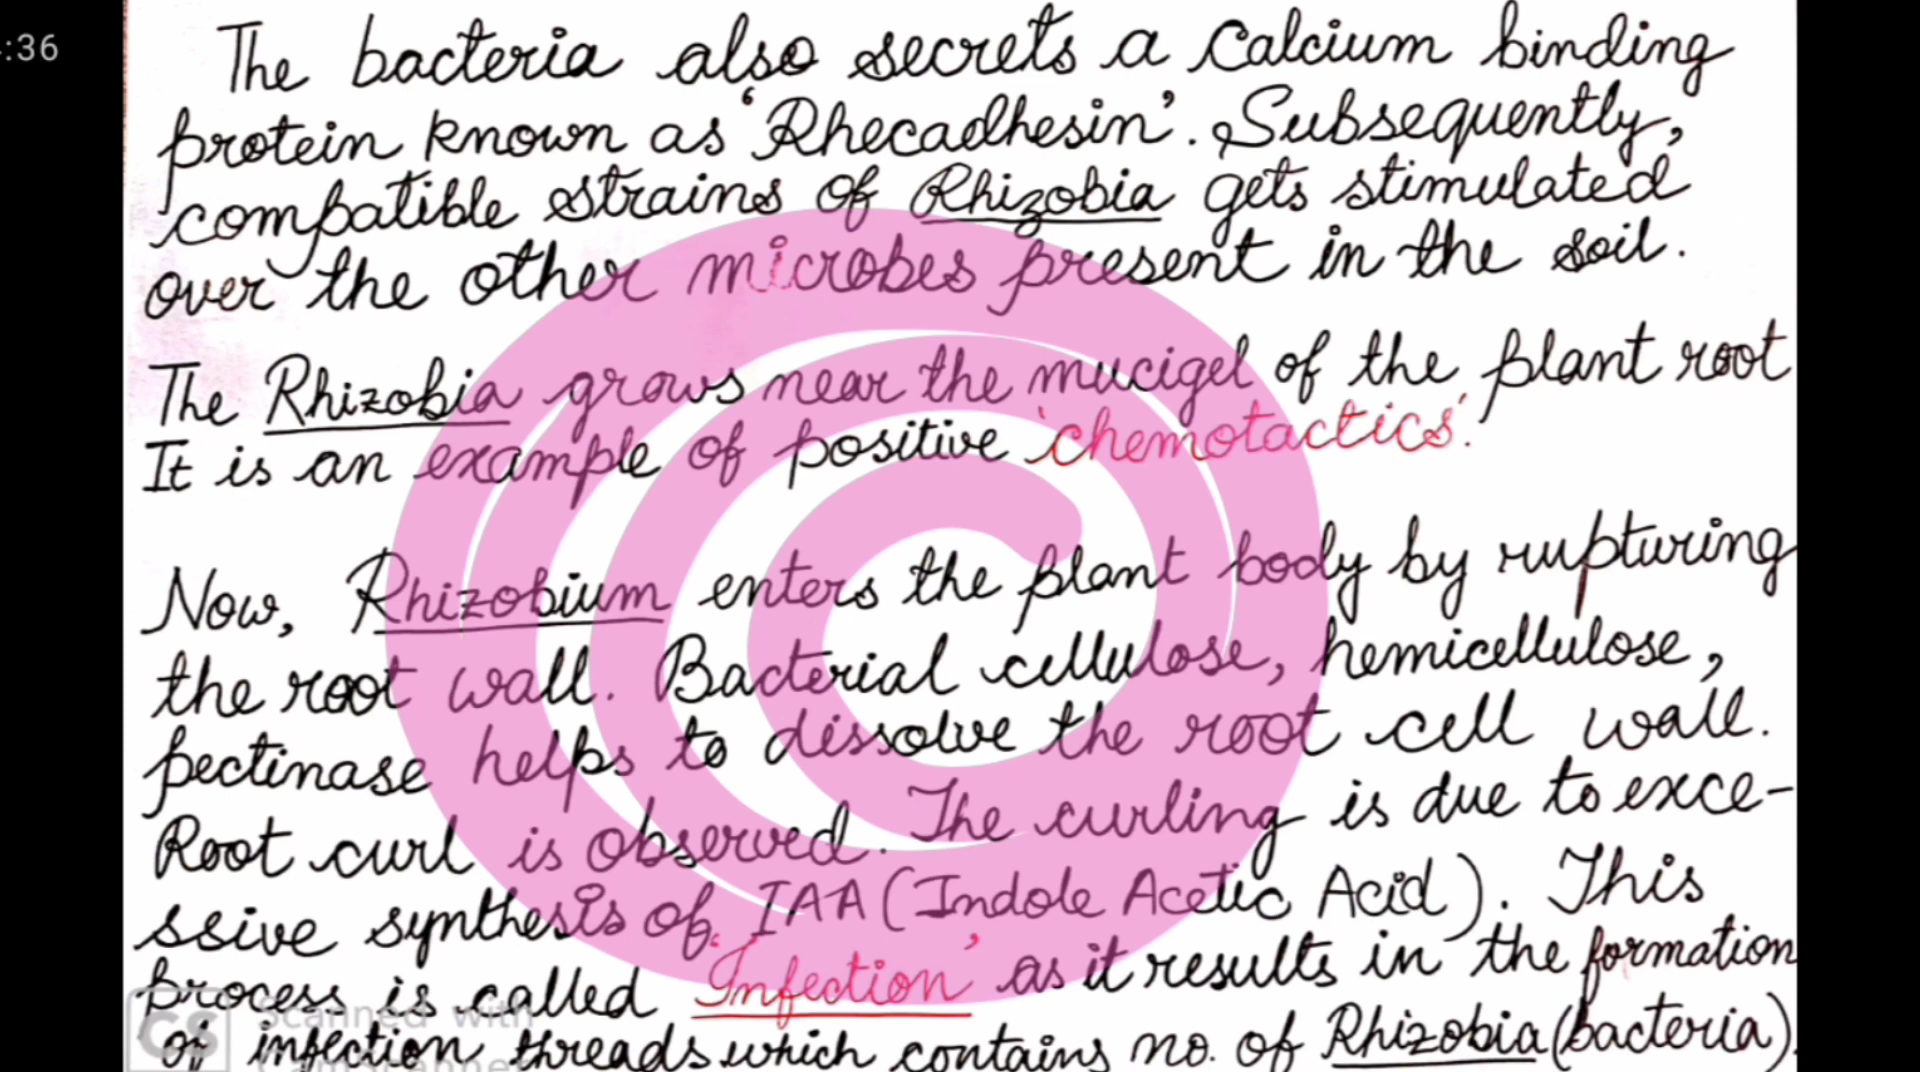 :36
The bacteria also secrets a Calcium binding
protein known as 'Rhecadhesin'. Subsequently,
compatible strains of Rhizobia gets stimulated
over the other microbes present in the soil.
The Rhizobia grows near the mucigel of the plant root
It is an example of positive 'chemotactics'.
Now, Rhizobium enters the plant body by rupturing
the root wall. Bacterial cellulose, hemicellulose,
pectinase helps to dissolve the root cell wall.
Root curl is observed. The curling is due to exce-
ssive synthesis of IAA (Indole Acetic Acid). This
process is called 'Infection' as it results in the formation
of infection threads which contains no. of Rhizobia (bacteria).
CS
Scanned with
CamScanner